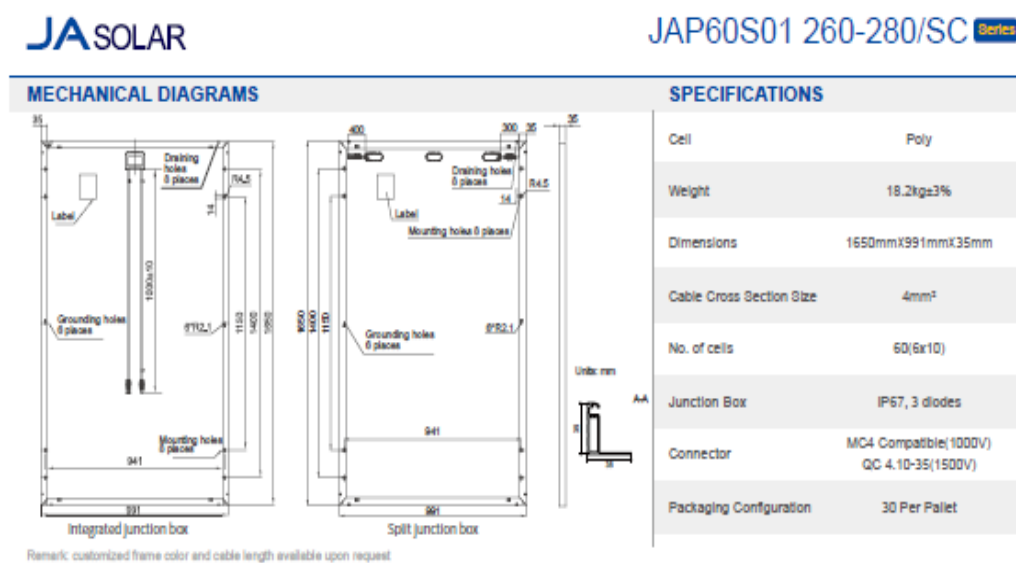 JA SOLAR
JAP60S01 260-280/SC Series
MECHANICAL DIAGRAMS
35
Draining
holes
8 places
R4.5
14
Label
1000±10
Grounding holes
6 places
6*R2.1
1150
1400
1650
Mounting holes
8 places
941
991
Integrated junction box
400
300
35
35
Draining holes
8 places
R4.5
14
Label
Mounting holes 8 places
1650
1400
1150
Grounding holes
6 places
6*R2.1
941
991
Split junction box
Units: mm
A-A
35
35
Remark: customized frame color and cable length available upon request
SPECIFICATIONS
Cell Poly
Weight 18.2kg±3%
Dimensions 1650mmX991mmX35mm
Cable Cross Section Size 4mm²
No. of cells 60(6x10)
Junction Box IP67, 3 diodes
Connector MC4 Compatible(1000V)
QC 4.10-35(1500V)
Packaging Configuration 30 Per Pallet